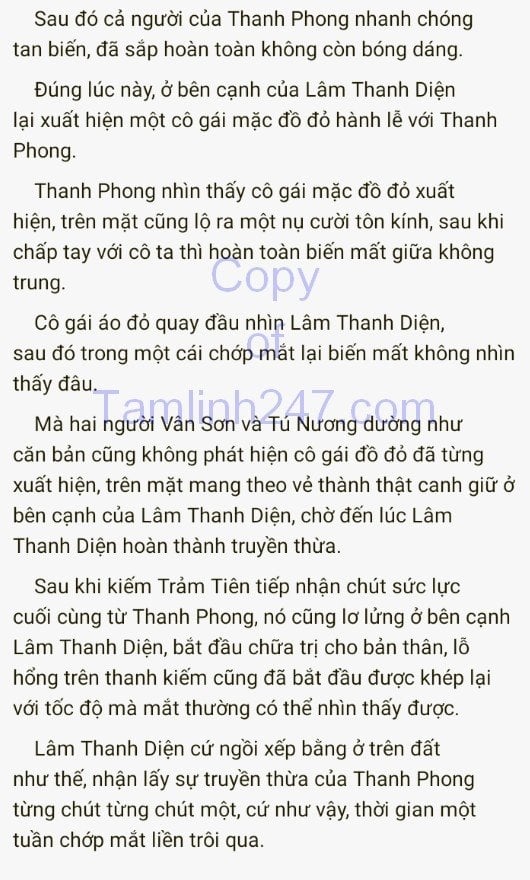 Sau đó cả người của Thanh Phong nhanh chóng
tan biến, đã sắp hoàn toàn không còn bóng dáng.
Đúng lúc này, ở bên cạnh của Lâm Thanh Diện
lại xuất hiện một cô gái mặc đồ đỏ hành lễ với Thanh
Phong.
Thanh Phong nhìn thấy cô gái mặc đồ đỏ xuất
hiện, trên mặt cũng lộ ra một nụ cười tôn kính, sau khi
chấp tay với cô ta thì hoàn toàn biến mất giữa không
trung.
Copy
Cô gái áo đỏ quay đầu nhìn Lâm Thanh Diện,
of
sau đó trong một cái chớp mắt lại biến mất không nhìn
thấy đâu.
Tamlinh247.com
Mà hai người Vân Sơn và Tú Nương dường như
căn bản cũng không phát hiện cô gái đồ đỏ đã từng
xuất hiện, trên mặt mang theo vẻ thành thật canh giữ ở
bên cạnh của Lâm Thanh Diện, chờ đến lúc Lâm
Thanh Diện hoàn thành truyền thừa.
Sau khi kiếm Trảm Tiên tiếp nhận chút sức lực
cuối cùng từ Thanh Phong, nó cũng lơ lửng ở bên cạnh
Lâm Thanh Diện, bắt đầu chữa trị cho bản thân, lỗ
hổng trên thanh kiếm cũng đã bắt đầu được khép lại
với tốc độ mà mắt thường có thể nhìn thấy được.
Lâm Thanh Diện cứ ngồi xếp bằng ở trên đất
như thế, nhận lấy sự truyền thừa của Thanh Phong
từng chút từng chút một, cứ như vậy, thời gian một
tuần chớp mắt liền trôi qua.